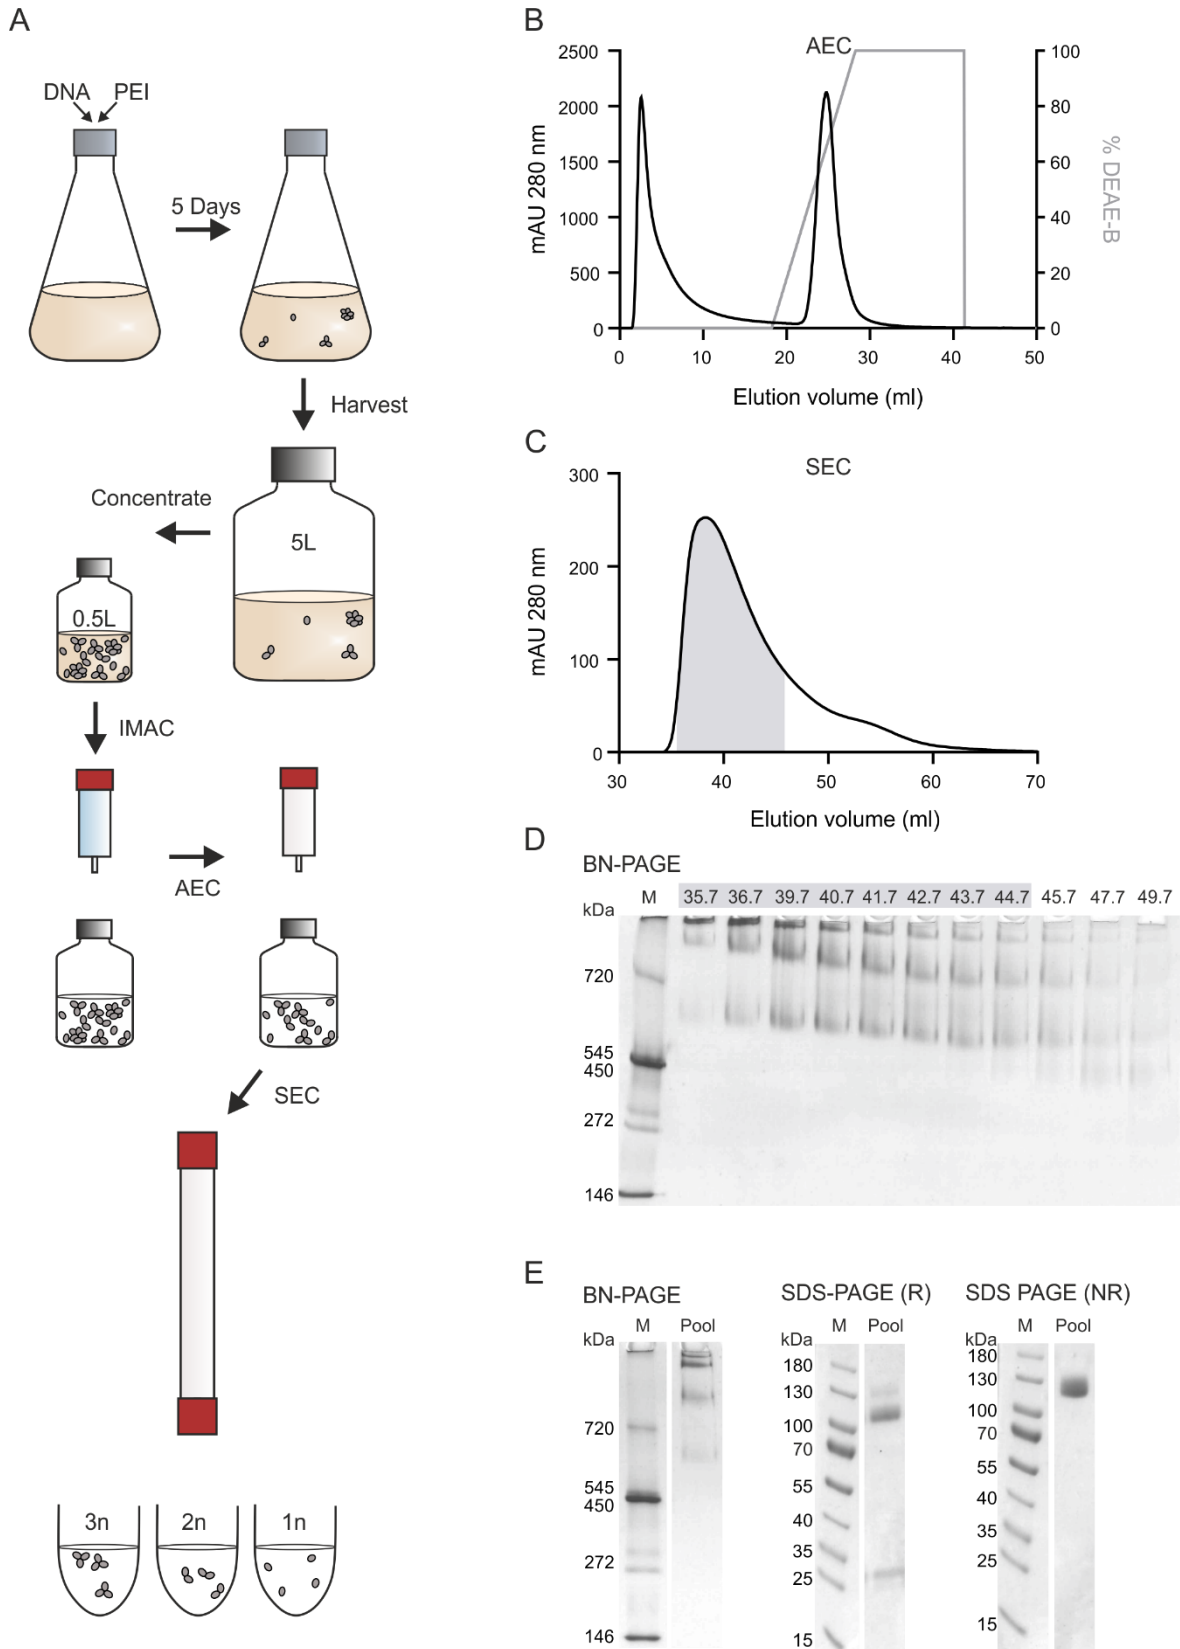 A
DNA PEI
5 Days
Harvest
Concentrate
5L
0.5L
IMAC
AEC
SEC
3n 2n 1n
B
AEC
mAU 280 nm
2500
2000
1500
1000
500
0
100
80
60
40
20
0
% DEAE-B
0 10 20 30 40 50
Elution volume (ml)
C
SEC
mAU 280 nm
300
200
100
0
30 40 50 60 70
Elution volume (ml)
D
BN-PAGE
kDa M 35.7 36.7 39.7 40.7 41.7 42.7 43.7 44.7 45.7 47.7 49.7
720
545
450
272
146
E
BN-PAGE
kDa M Pool
720
545
450
272
146
SDS-PAGE (R)
kDa M Pool
180
130
100
70
55
40
35
25
15
SDS PAGE (NR)
kDa M Pool
180
130
100
70
55
40
35
25
15